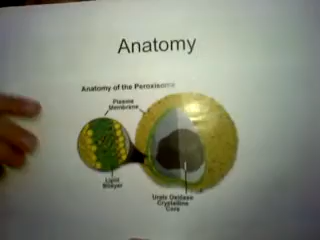 Anatomy
Anatomy of the Peroxisome
Plasma
Membrane
Lipid
Bilayer
Urate Oxidase
Crystalline
Core